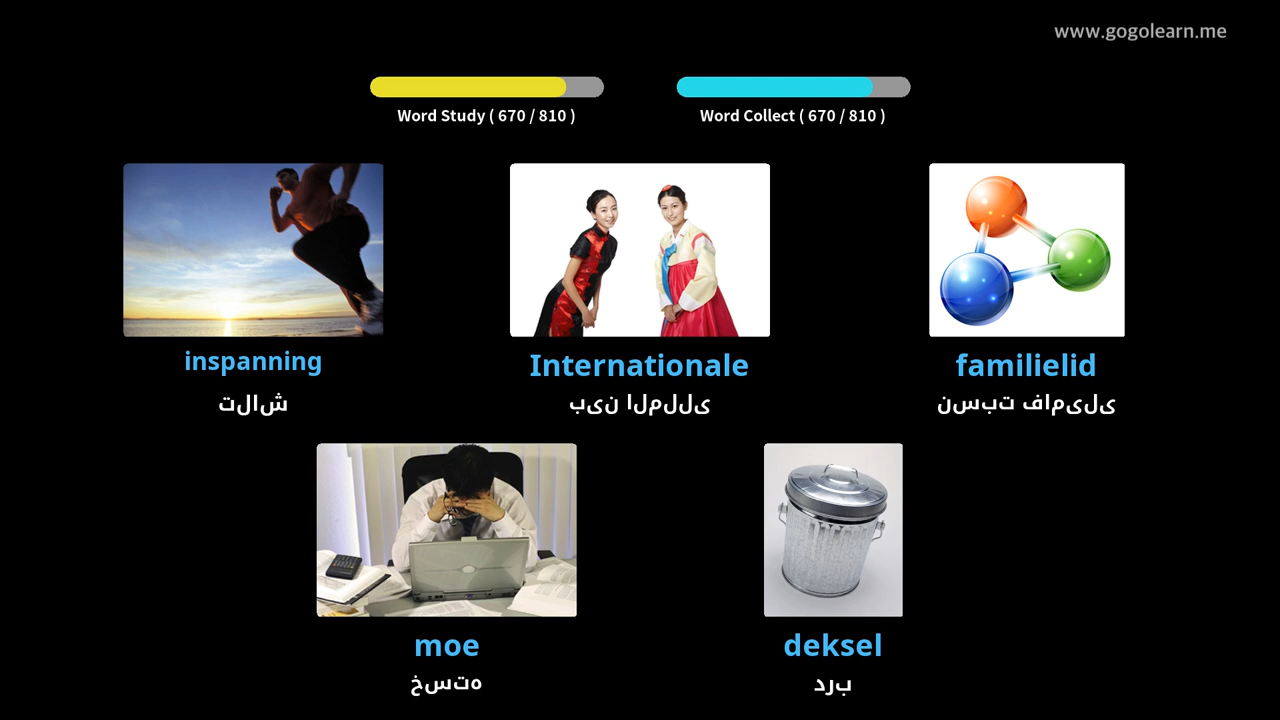 www.gogolearn.me
Word Study ( 670 / 810 )
Word Collect ( 670 / 810 )
inspanning
تلاش
Internationale
بین المللی
familielid
نسبت فامیلی
moe
خسته
deksel
درب